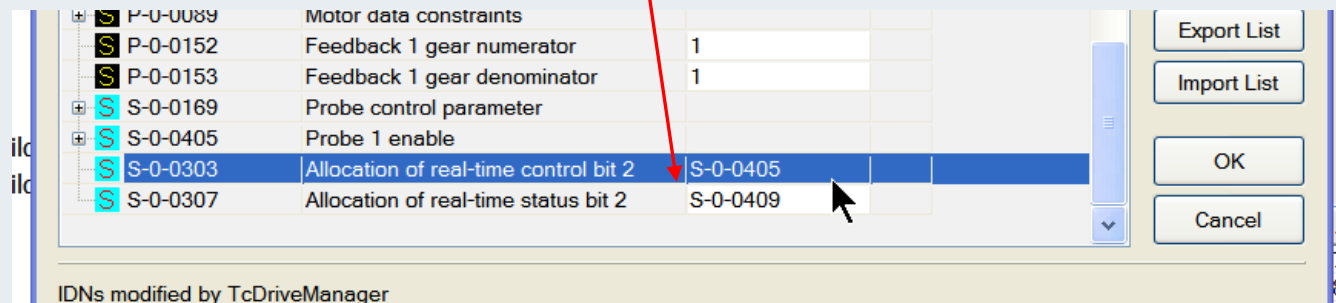 S P-0-0089 Motor data constraints
S P-0-0152 Feedback 1 gear numerator 1
S P-0-0153 Feedback 1 gear denominator 1
S S-0-0169 Probe control parameter
S S-0-0405 Probe 1 enable
S S-0-0303 Allocation of real-time control bit 2 S-0-0405
S S-0-0307 Allocation of real-time status bit 2 S-0-0409
Export List
Import List
OK
Cancel
IDNs modified by TcDriveManager